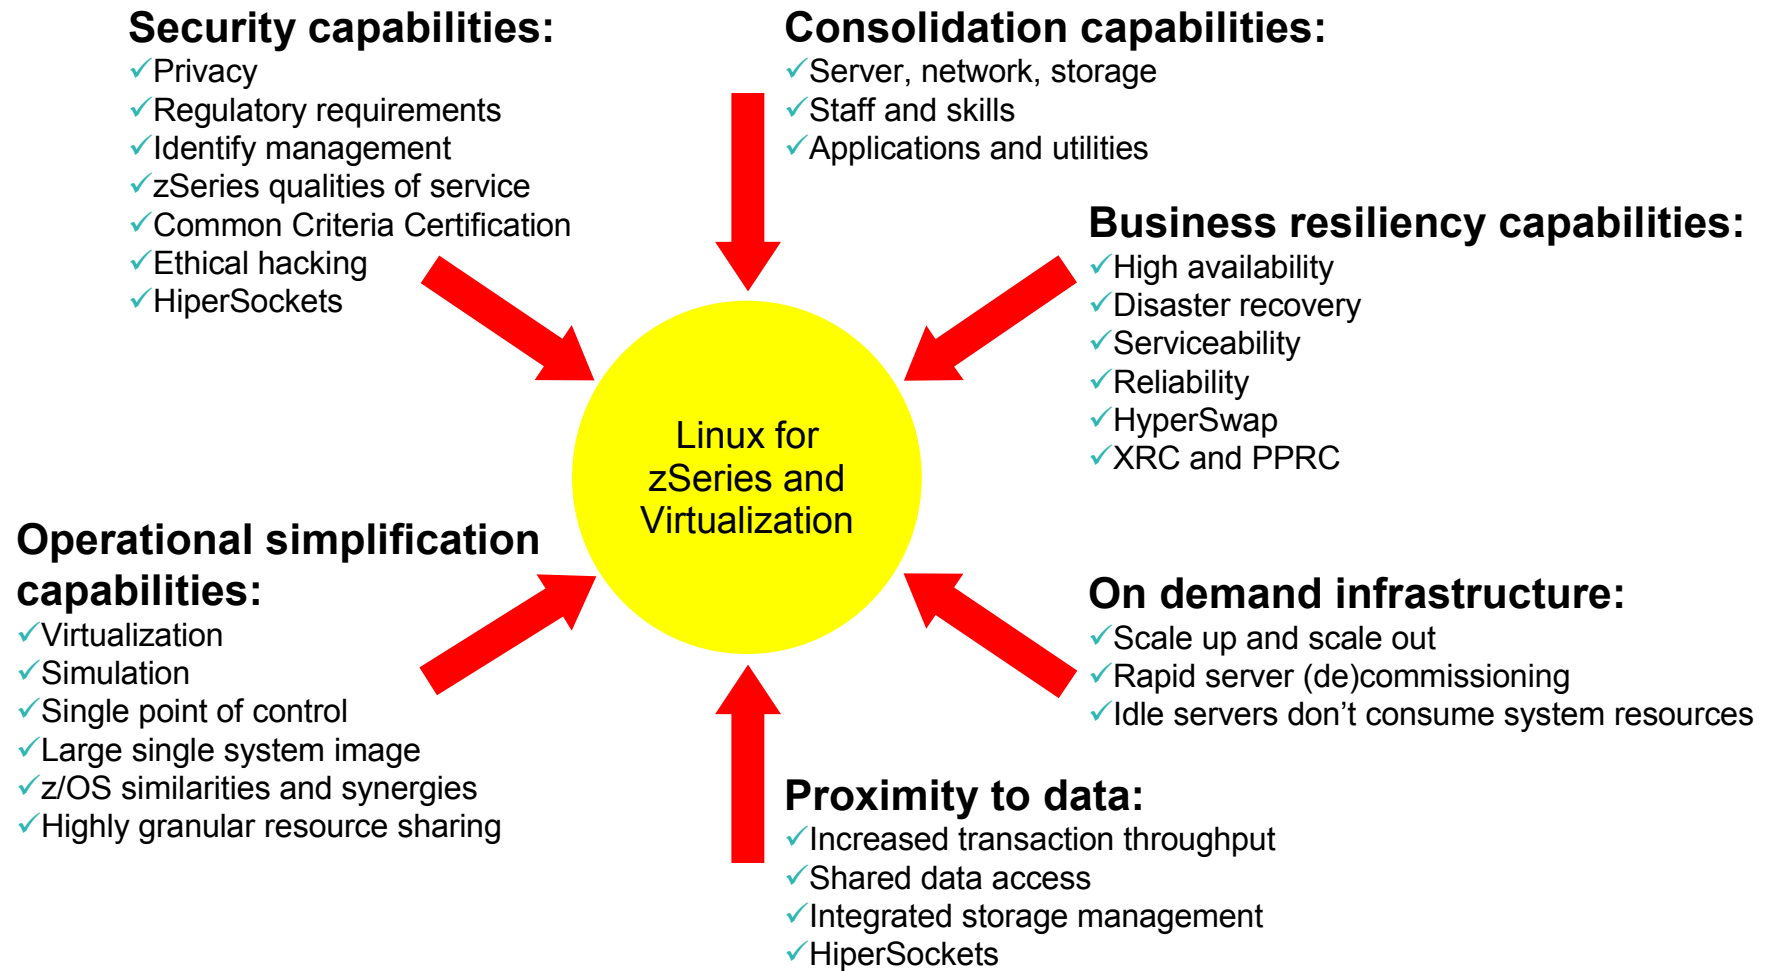 Security capabilities:
✓Privacy
✓Regulatory requirements
✓Identify management
✓zSeries qualities of service
✓Common Criteria Certification
✓Ethical hacking
✓HiperSockets
Consolidation capabilities:
✓Server, network, storage
✓Staff and skills
✓Applications and utilities
Business resiliency capabilities:
✓High availability
✓Disaster recovery
✓Serviceability
✓Reliability
✓HyperSwap
✓XRC and PPRC
Linux for
zSeries and
Virtualization
Operational simplification
capabilities:
✓Virtualization
✓Simulation
✓Single point of control
✓Large single system image
✓z/OS similarities and synergies
✓Highly granular resource sharing
On demand infrastructure:
✓Scale up and scale out
✓Rapid server (de)commissioning
✓Idle servers don’t consume system resources
Proximity to data:
✓Increased transaction throughput
✓Shared data access
✓Integrated storage management
✓HiperSockets